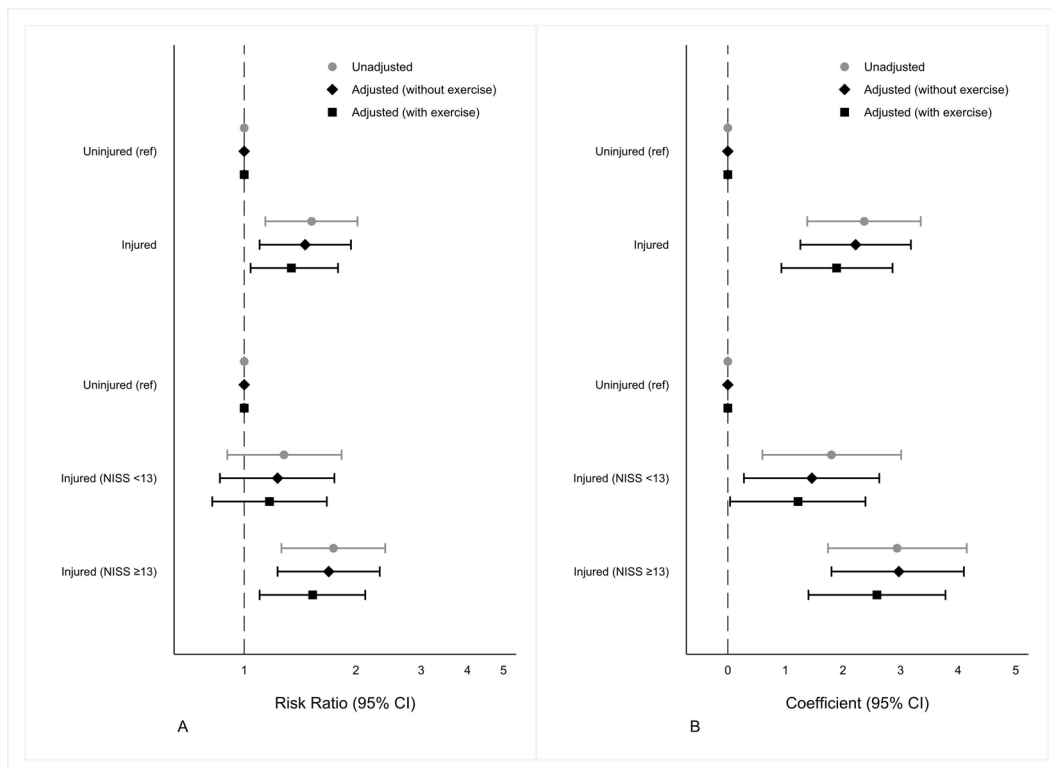 Unadjusted
Adjusted (without exercise)
Adjusted (with exercise)
Uninjured (ref)
Injured
Uninjured (ref)
Injured (NISS <13)
Injured (NISS ≥13)
1 2 3 4 5
Risk Ratio (95% CI)
A
Unadjusted
Adjusted (without exercise)
Adjusted (with exercise)
Uninjured (ref)
Injured
Uninjured (ref)
Injured (NISS <13)
Injured (NISS ≥13)
0 1 2 3 4 5
Coefficient (95% CI)
B